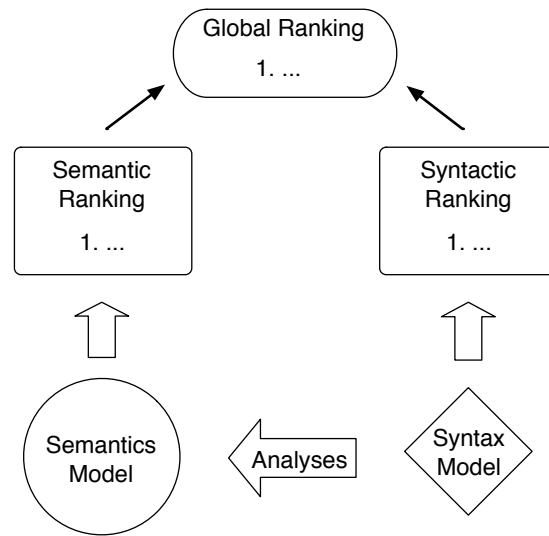 Global Ranking
1. ...
Semantic
Ranking
1. ...
Syntactic
Ranking
1. ...
Semantics
Model
Analyses
Syntax
Model